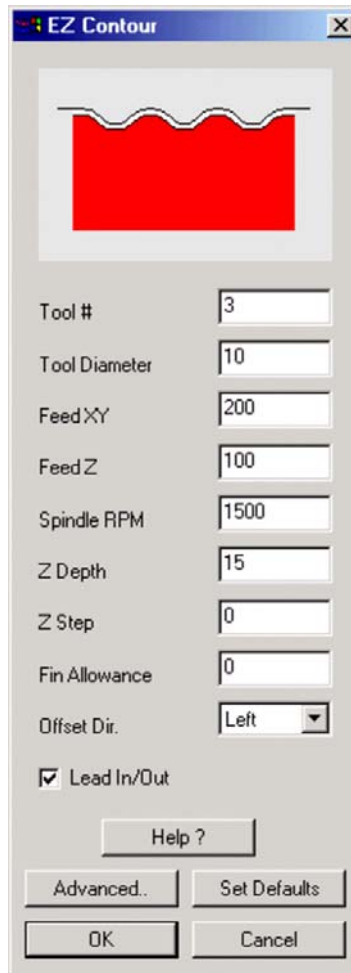 EZ Contour
Tool # 3
Tool Diameter 10
Feed XY 200
Feed Z 100
Spindle RPM 1500
Z Depth 15
Z Step 0
Fin Allowance 0
Offset Dir. Left
Lead In/Out
Help ?
Advanced.. Set Defaults
OK Cancel